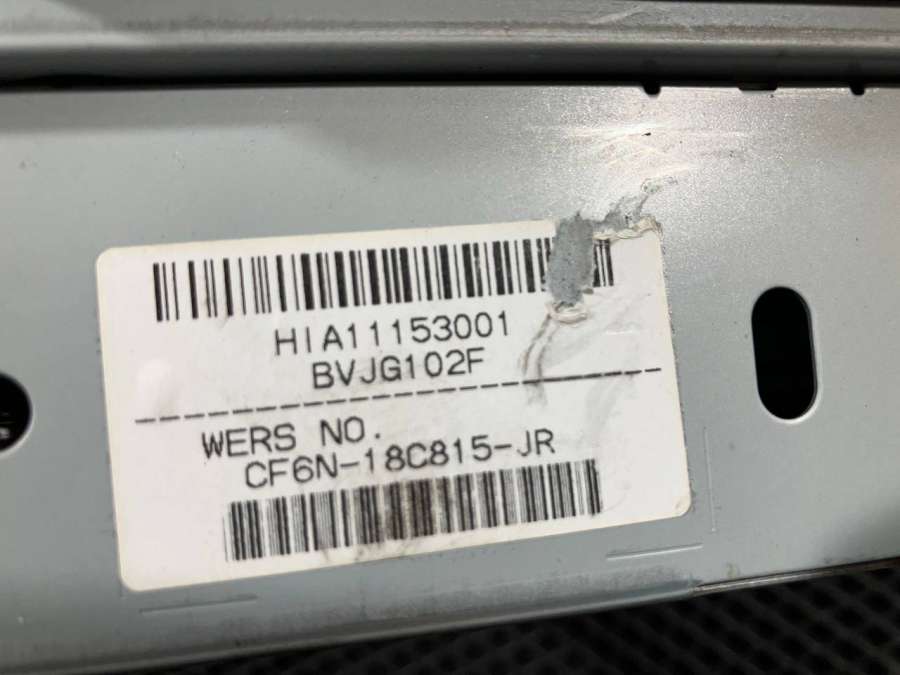 HIA11153001
BVJG102F
WERS NO.
CF6N-18C815-JR